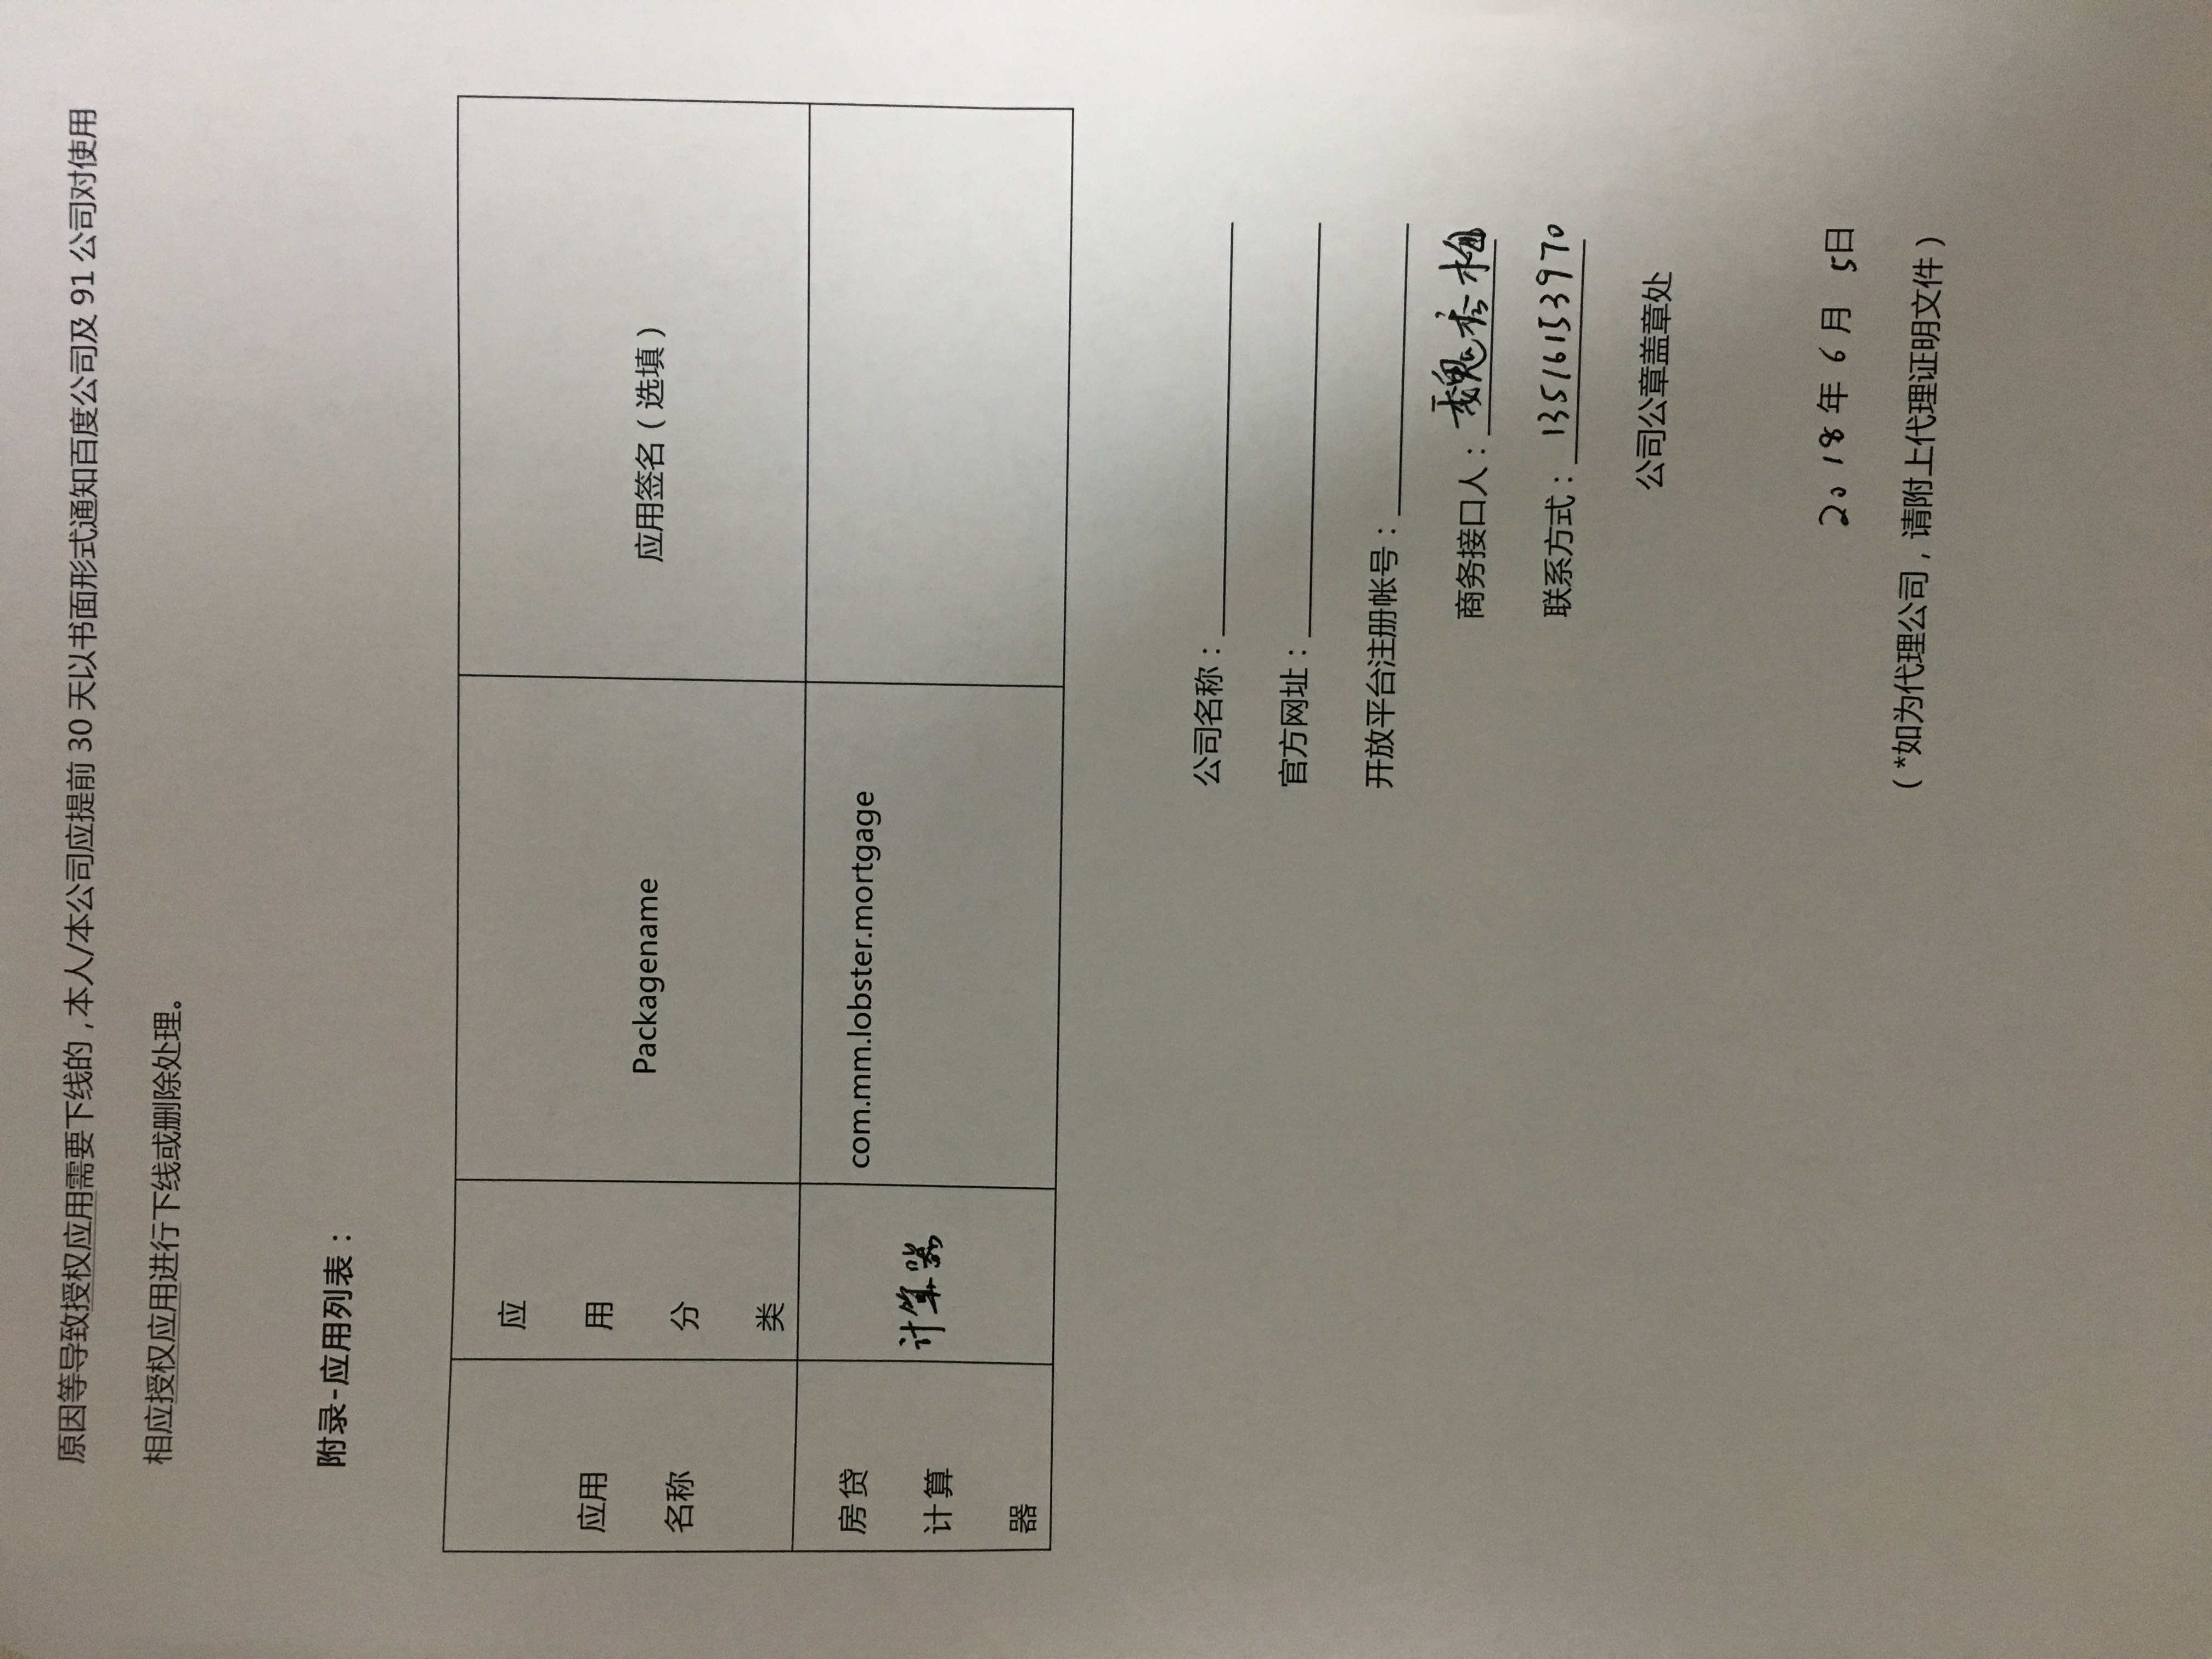 原因等导致授权应用需要下线的，本人/本公司应提前 30 天以书面形式通知百度公司及 91 公司对使用
相应授权应用进行下线或删除处理。
附录-应用列表：
应用
名称
应
用
分
类
Packagename
应用签名（选填）
房贷
计算
器
计算器
com.mm.lobster.mortgage
公司名称：
官方网址：
开放平台注册帐号：
商务接口人：魏秀梅
联系方式：13516153970
公司公章盖章处
2018年 6月 5日
（*如为代理公司，请附上代理证明文件）